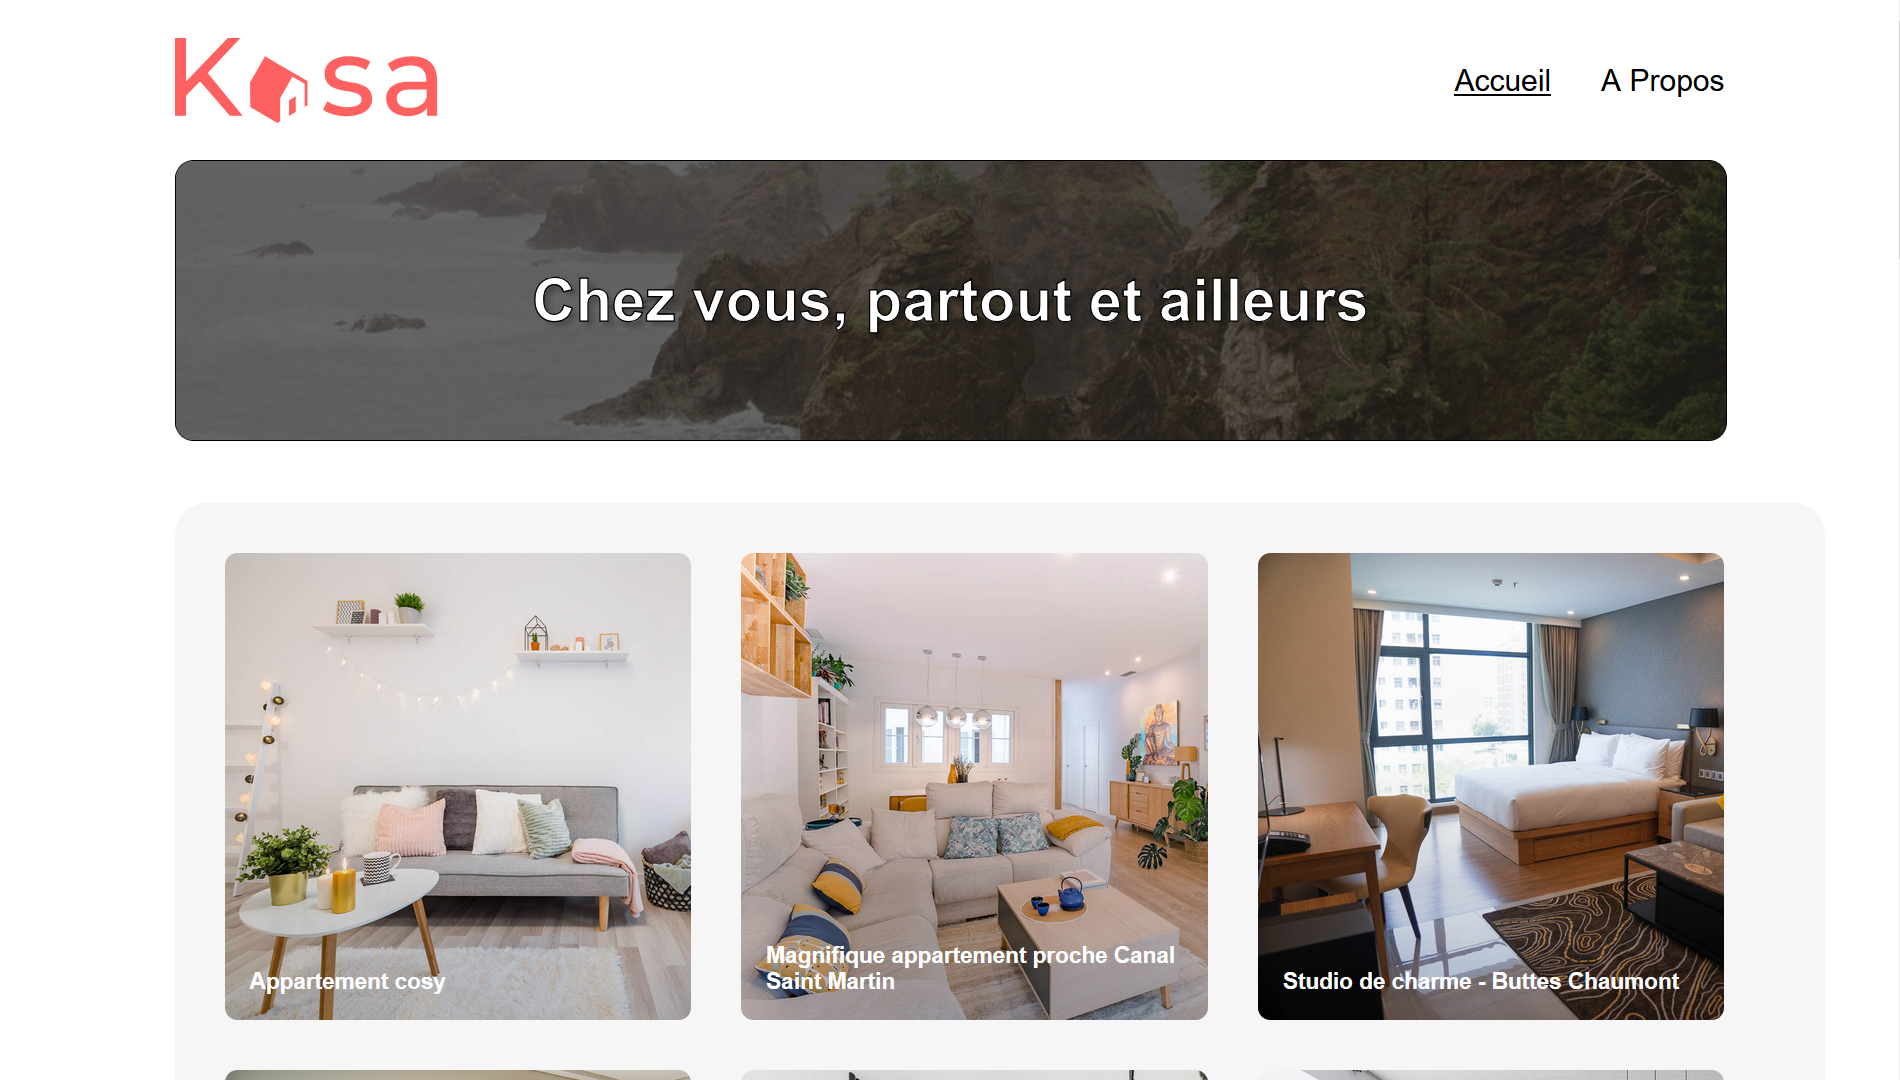 Kasa
Accueil
A Propos
Chez vous, partout et ailleurs
Appartement cosy
Magnifique appartement proche Canal
Saint Martin
Studio de charme - Buttes Chaumont